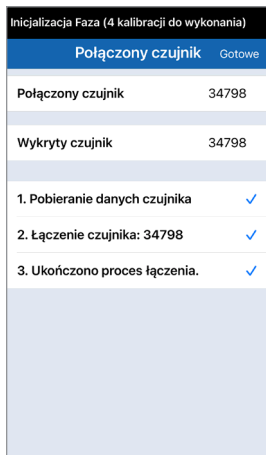 Inicjalizacja Faza (4 kalibracji do wykonania)
Połączony czujnik Gotowe
Połączony czujnik 34798
Wykryty czujnik 34798
1. Pobieranie danych czujnika
2. Łączenie czujnika: 34798
3. Ukończono proces łączenia.